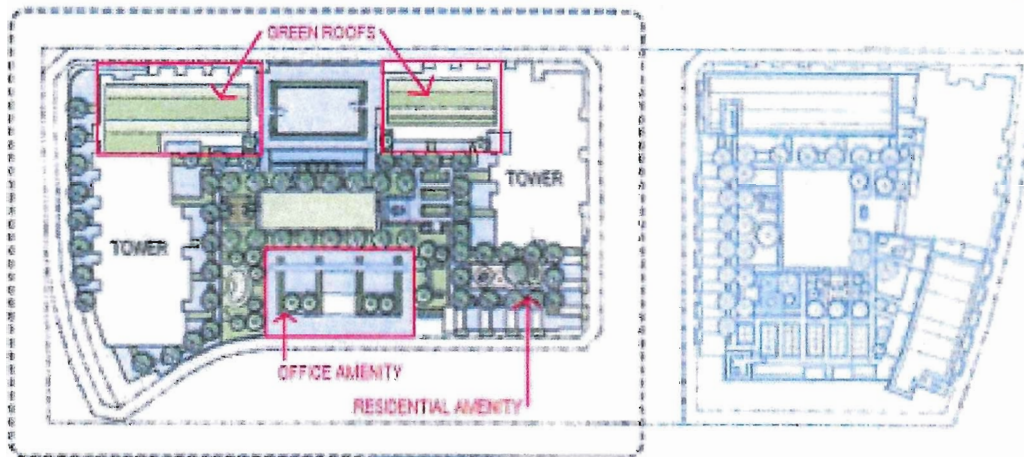 GREEN ROOFS
TOWER
TOWER
OFFICE AMENITY
RESIDENTIAL AMENITY